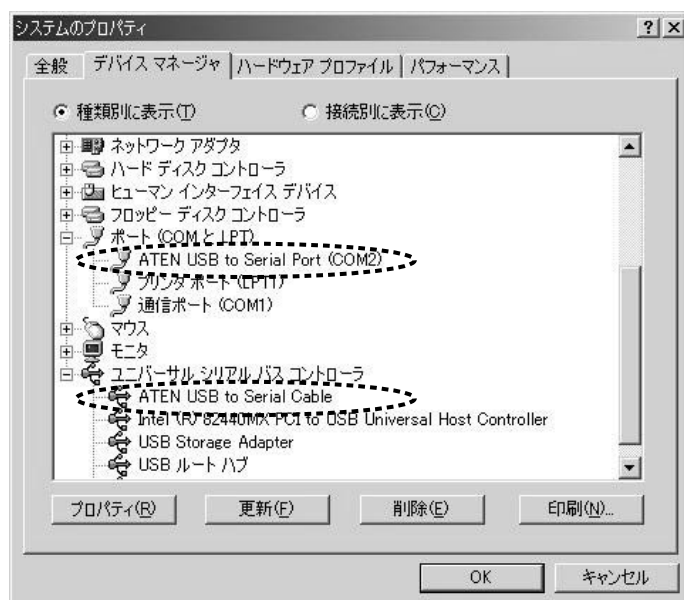 システムのプロパティ
全般 デバイス マネージャ ハードウェア プロファイル パフォーマンス
種類別に表示(T) 接続別に表示(C)
ネットワーク アダプタ
ハード ディスク コントローラ
ヒューマン インターフェイス デバイス
フロッピー ディスク コントローラ
ポート (COM と LPT)
ATEN USB to Serial Port (COM2)
プリンタ ポート (LPT1)
通信ポート (COM1)
マウス
モニタ
ユニバーサル シリアル バス コントローラ
ATEN USB to Serial Cable
Intel (R) 82440MX PCI to USB Universal Host Controller
USB Storage Adapter
USB ルート ハブ
プロパティ(R) 更新(F) 削除(E) 印刷(N)...
OK キャンセル